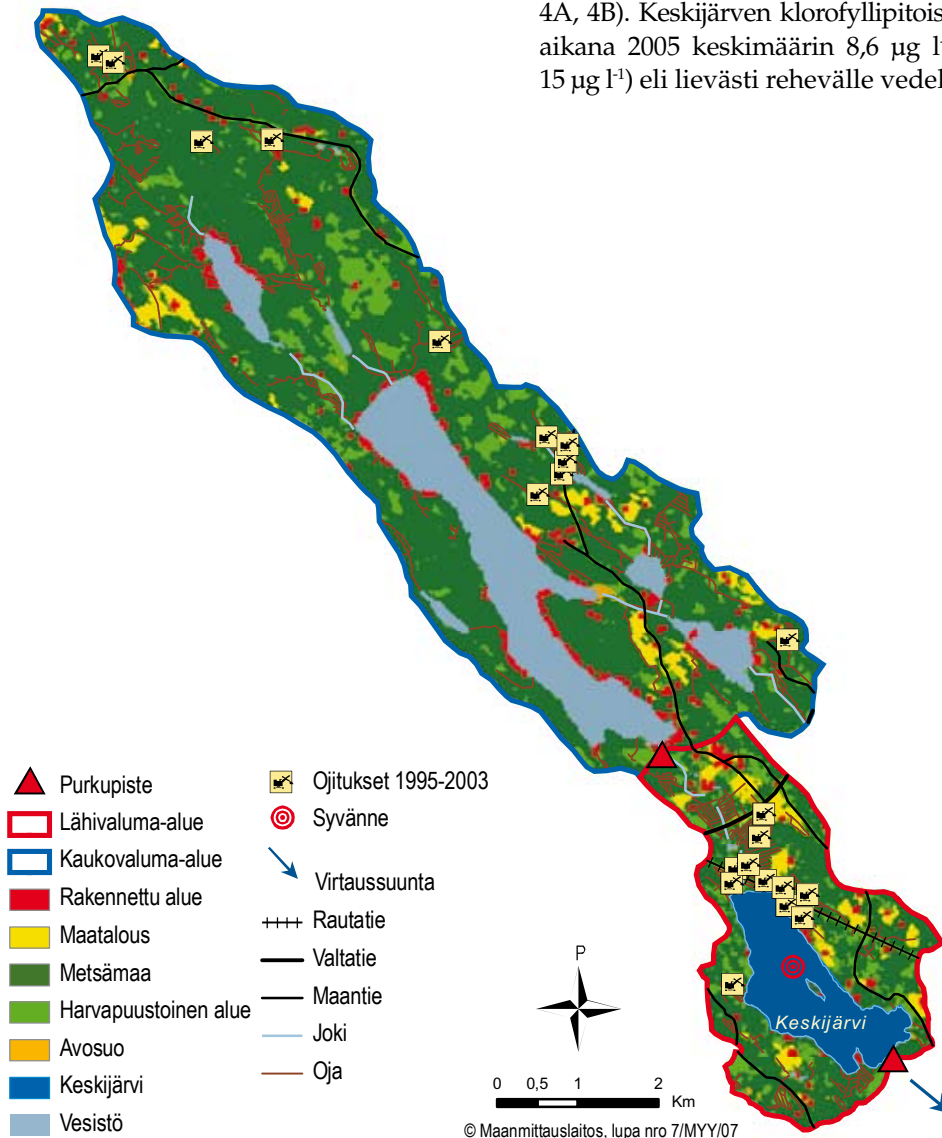 4A, 4B). Keskijärven klorofyllipitois
aikana 2005 keskimäärin 8,6 µg l
15 µg l-1) eli lievästi rehevälle vedel
Purkupiste
Lähivaluma-alue
Kaukovaluma-alue
Rakennettu alue
Maatalous
Metsämaa
Harvapuustoinen alue
Avosuo
Keskijärvi
Vesistö
Ojitukset 1995-2003
Syvänne
Virtaussuunta
Rautatie
Valtatie
Maantie
Joki
Oja
P
0 0,5 1 2
Km
© Maanmittauslaitos, lupa nro 7/MYY/07
Keskijärvi